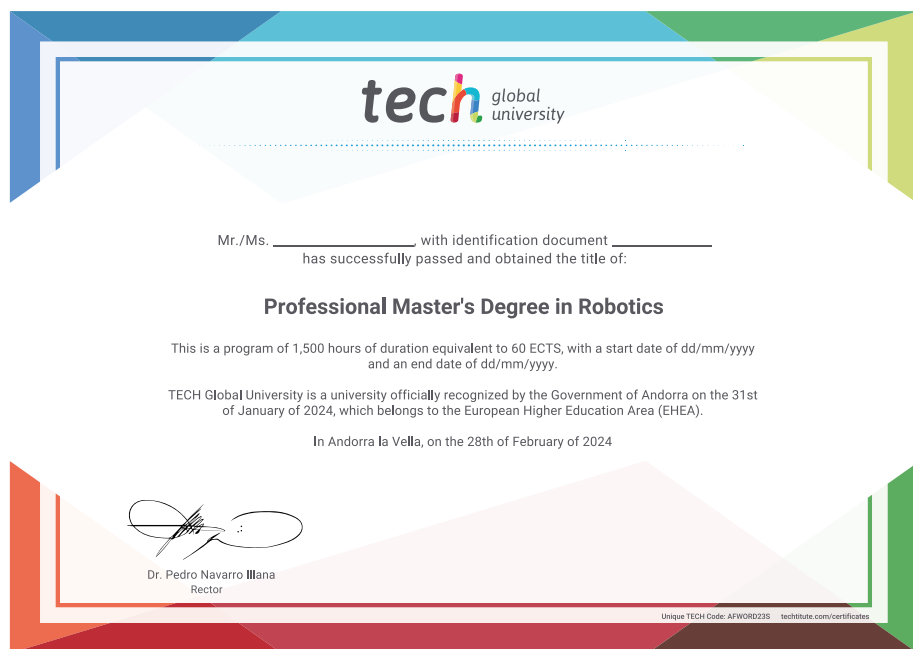 tech global
university
Mr./Ms. ____________________, with identification document ______________
has successfully passed and obtained the title of:
Professional Master's Degree in Robotics
This is a program of 1,500 hours of duration equivalent to 60 ECTS, with a start date of dd/mm/yyyy
and an end date of dd/mm/yyyy.
TECH Global University is a university officially recognized by the Government of Andorra on the 31st
of January of 2024, which belongs to the European Higher Education Area (EHEA).
In Andorra la Vella, on the 28th of February of 2024
Dr. Pedro Navarro Illana
Rector
Unique TECH Code: AFWORD23S techtitute.com/certificates